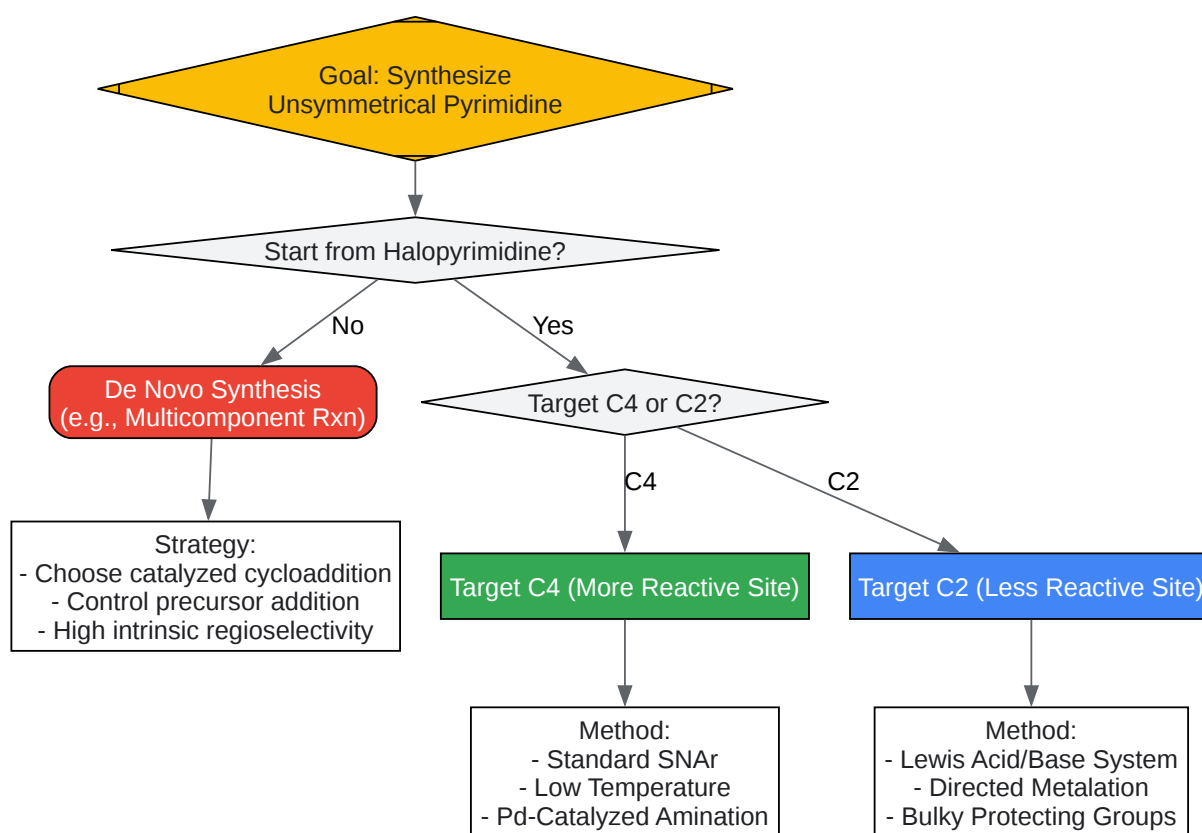 Goal: Synthesize
Unsymmetrical Pyrimidine
Start from Halopyrimidine?
No
Yes
De Novo Synthesis
(e.g., Multicomponent Rxn)
Target C4 or C2?
C4
C2
Strategy:
- Choose catalyzed cycloaddition
- Control precursor addition
- High intrinsic regioselectivity
Target C4 (More Reactive Site)
Target C2 (Less Reactive Site)
Method:
- Standard SNAr
- Low Temperature
- Pd-Catalyzed Amination
Method:
- Lewis Acid/Base System
- Directed Metalation
- Bulky Protecting Groups